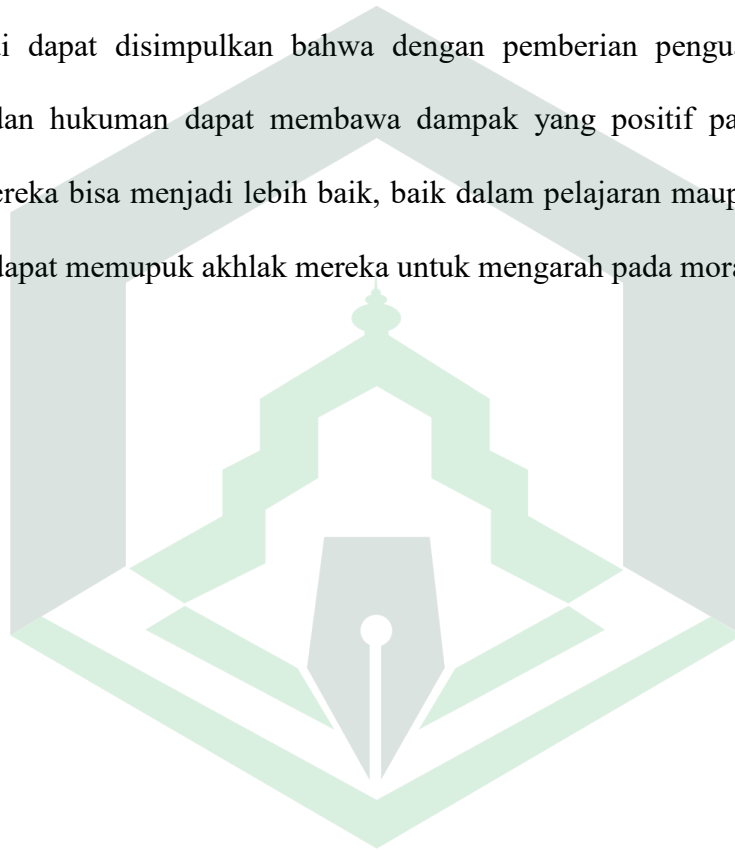 i dapat disimpulkan bahwa dengan pemberian pengua
dan hukuman dapat membawa dampak yang positif pa
ereka bisa menjadi lebih baik, baik dalam pelajaran maup
dapat memupuk akhlak mereka untuk mengarah pada mora